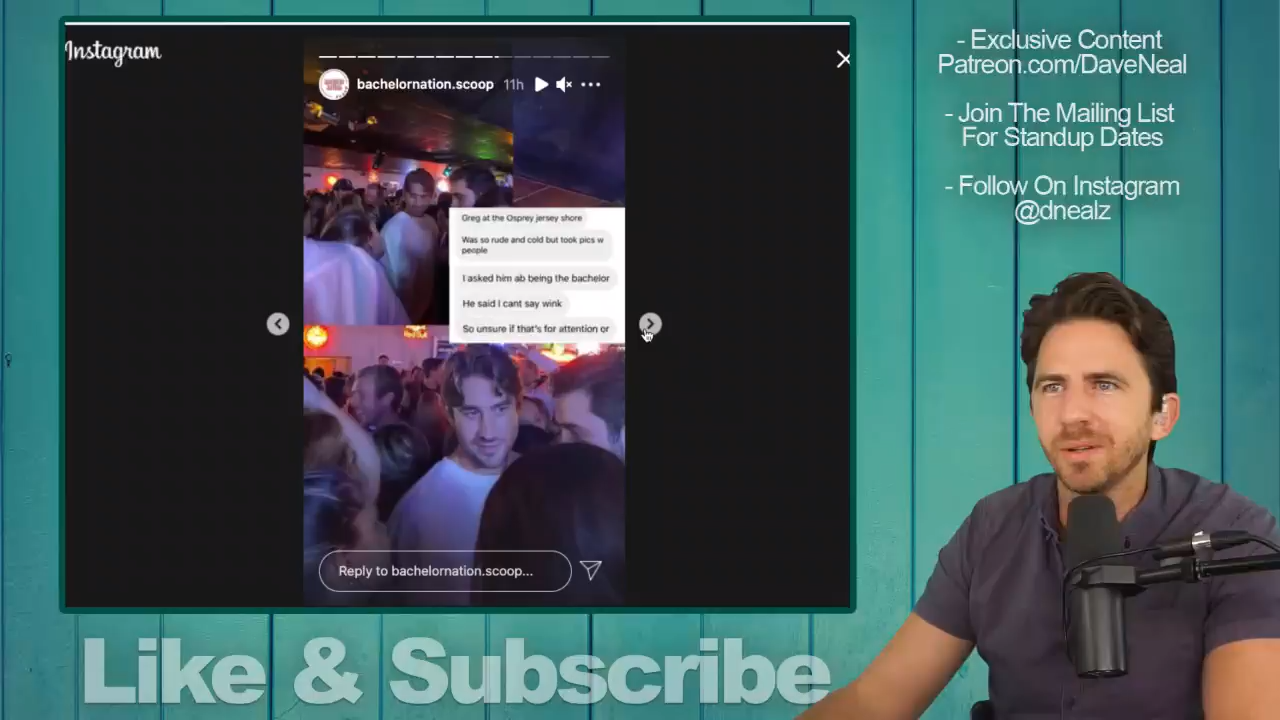 Instagram
bachelornation.scoop 11h
Greg at the Osprey jersey shore
Was so rude and cold but took pics w
people
I asked him ab being the bachelor
He said I cant say wink
So unsure if that's for attention or
Reply to bachelornation.scoop...
- Exclusive Content
Patreon.com/DaveNeal
- Join The Mailing List
For Standup Dates
- Follow On Instagram
@dnealz
Like & Subscribe